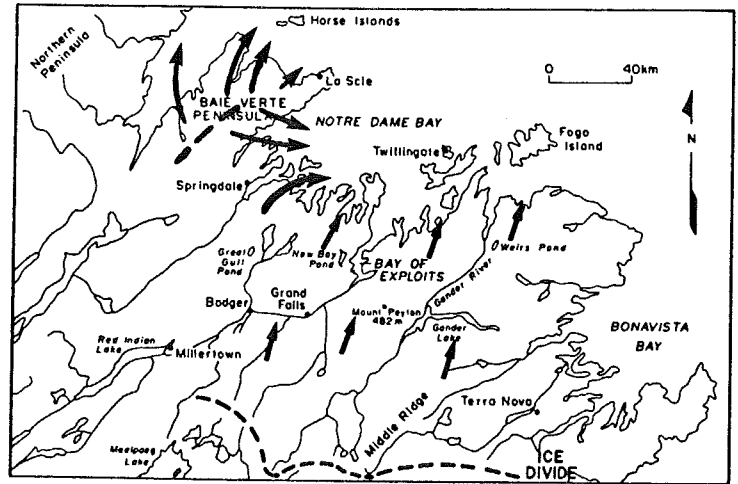 Horse Islands
Northern
Peninsula
La Scie
0 40km
BAIE VERTE
PENINSULA
NOTRE DAME BAY
Fogo
Island
N
Twillingate
Springdale
Great
Gull
Pond
New Bay
Pond
BAY OF
EXPLOITS
Weirs Pond
Gander River
Badger
Grand
Falls
Mount Peyton
482 m
Gander
Lake
BONAVISTA
BAY
Red Indian
Lake
Millertown
Middle Ridge
Terra Nova
Meelpaeg
Lake
ICE
DIVIDE